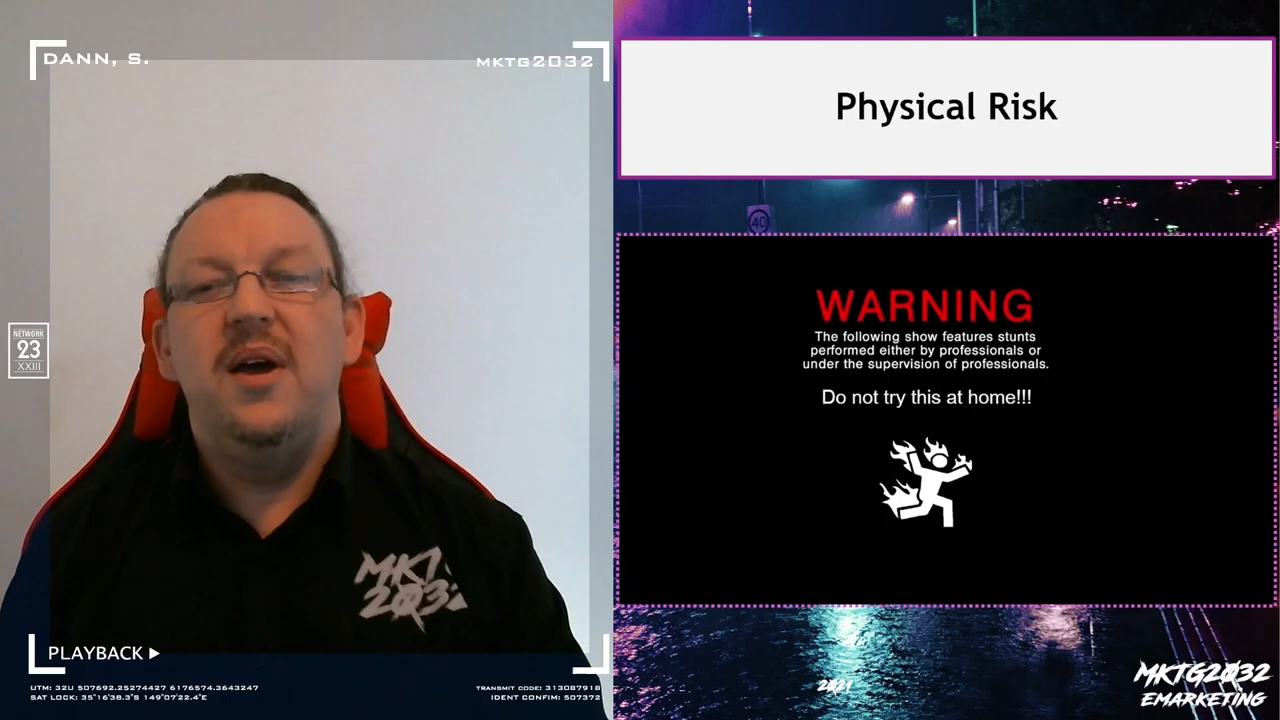 DANN, S.
MKTG2032
NETWORK
23
XXIII
PLAYBACK
UTM: 32U 507692.25274427 6176574.3643247
SAT LOCK: 35°16'38.3"S 149°07'22.4"E
TRANSMIT CODE: 313087918
IDENT CONFIM: 507372
Physical Risk
40
WARNING
The following show features stunts
performed either by professionals or
under the supervision of professionals.
Do not try this at home!!!
2021
MKTG2032
EMARKETING